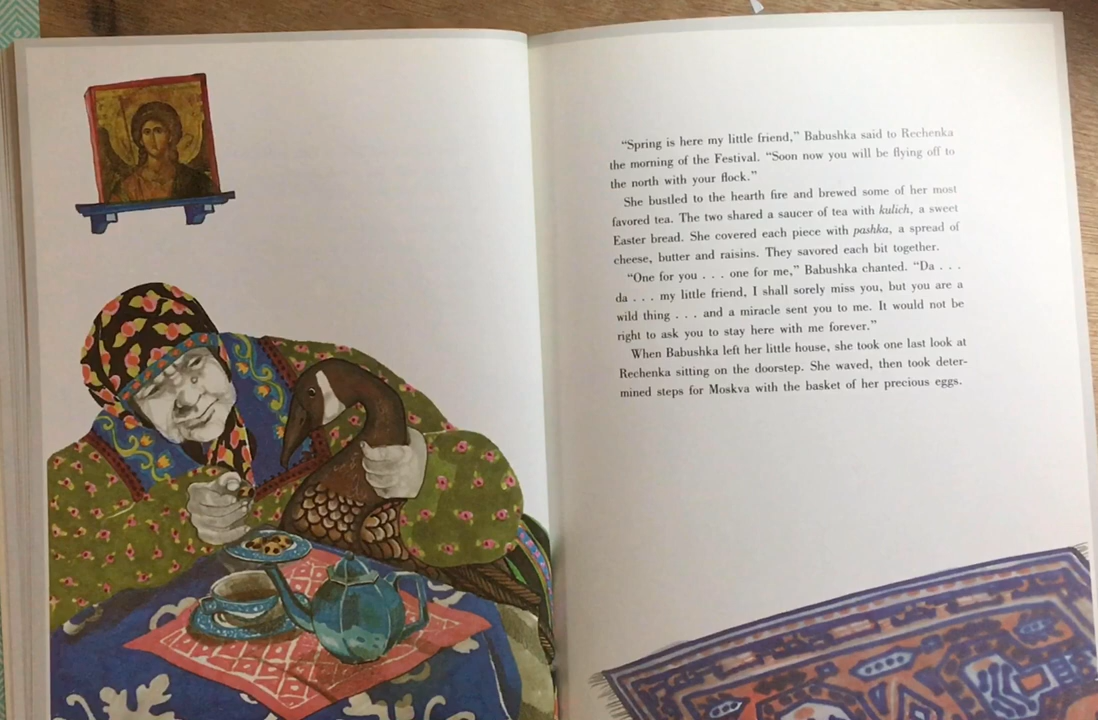 “Spring is here my little friend,” Babushka said to Rechenka
the morning of the Festival. “Soon now you will be flying off to
the north with your flock.”
She bustled to the hearth fire and brewed some of her most
favored tea. The two shared a saucer of tea with kulich, a sweet
Easter bread. She covered each piece with pashka, a spread of
cheese, butter and raisins. They savored each bit together.
“One for you . . . one for me,” Babushka chanted. “Da . . .
da . . . my little friend, I shall sorely miss you, but you are a
wild thing . . . and a miracle sent you to me. It would not be
right to ask you to stay here with me forever.”
When Babushka left her little house, she took one last look at
Rechenka sitting on the doorstep. She waved, then took deter-
mined steps for Moskva with the basket of her precious eggs.